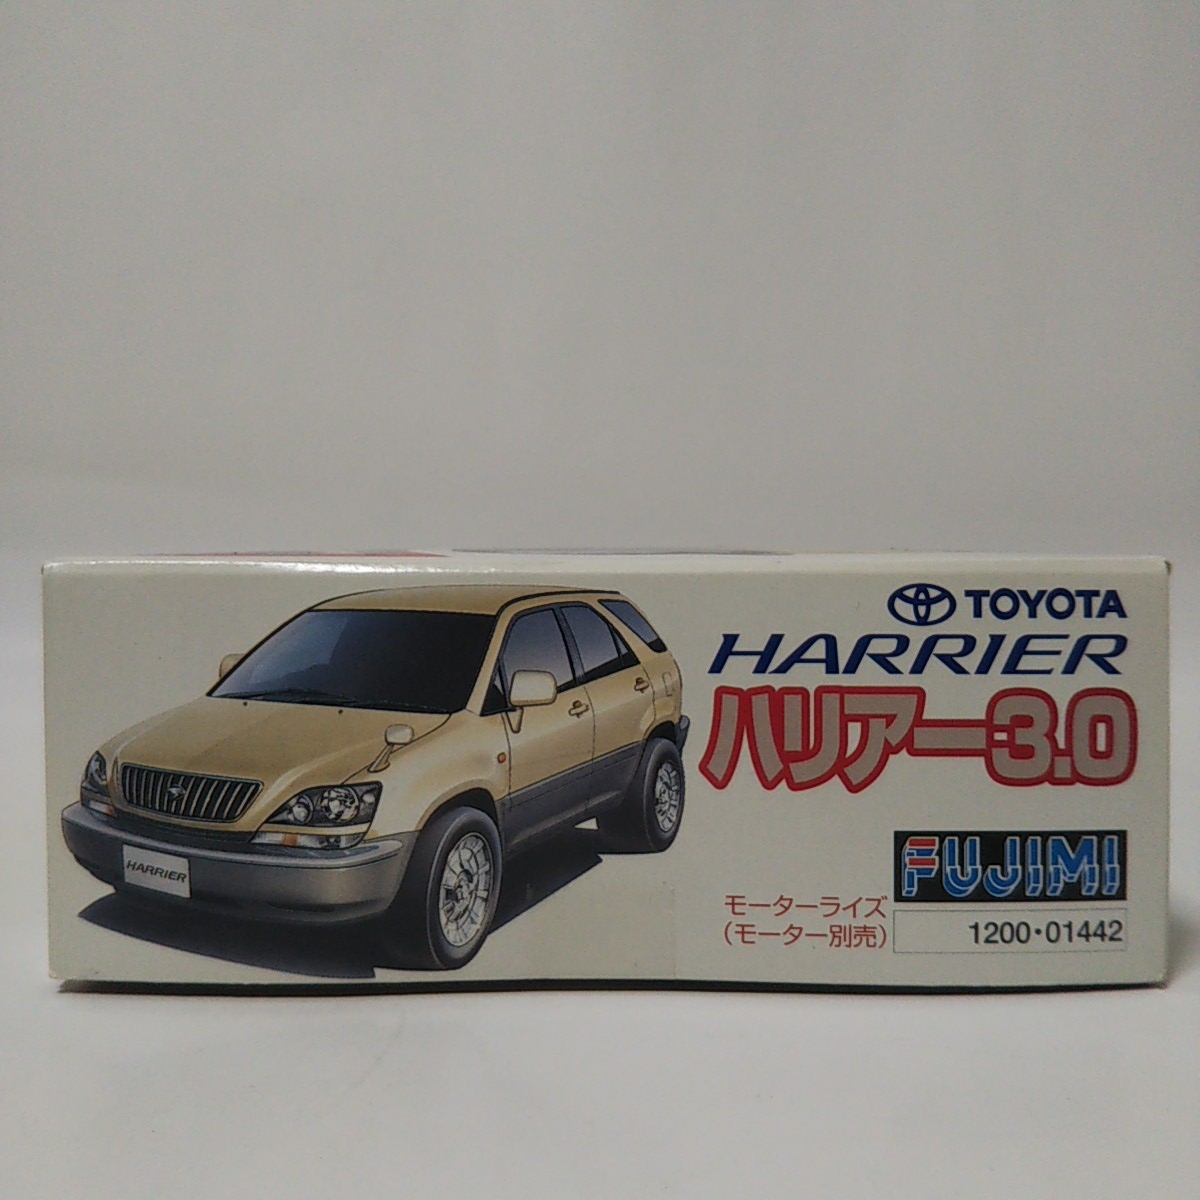 TOYOTA
HARRIER
ハリアー3.0
HARRIER
FUJIMI
モーターライズ
(モーター別売)
1200・01442